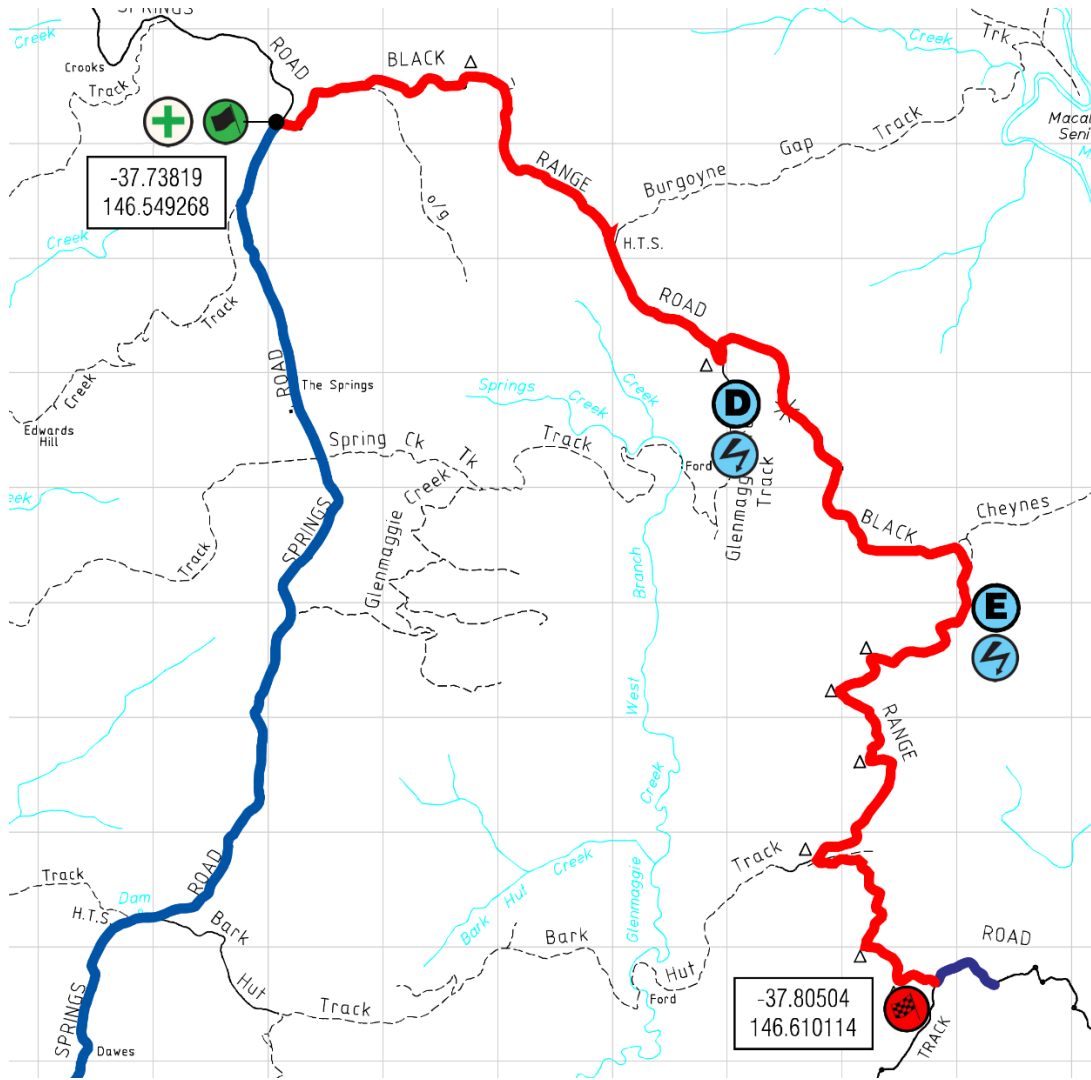 SPRINGS
Creek
Crooks
Track
ROAD
BLACK
Creek
Trk
Track
Gap
Burgoyne
-37.73819
146.549268
RANGE
o/g
H.T.S.
Creek
Track
ROAD
ROAD
The Springs
Creek
Edwards
Hill
Springs
Creek
Creek
D
Spring Ck Tk
Track
Ford
Glenmaggie
Track
Cheynes
BLACK
SPRINGS
Track
Glenmaggie Creek
Branch
E
West
RANGE
Creek
Track
ROAD
Track
Dam
H.T.S.
Bark
Hut
Track
Bark Hut Creek
Glenmaggie
Bark
Hut
Ford
ROAD
-37.80504
146.610114
TRACK
SPRINGS
Dawes